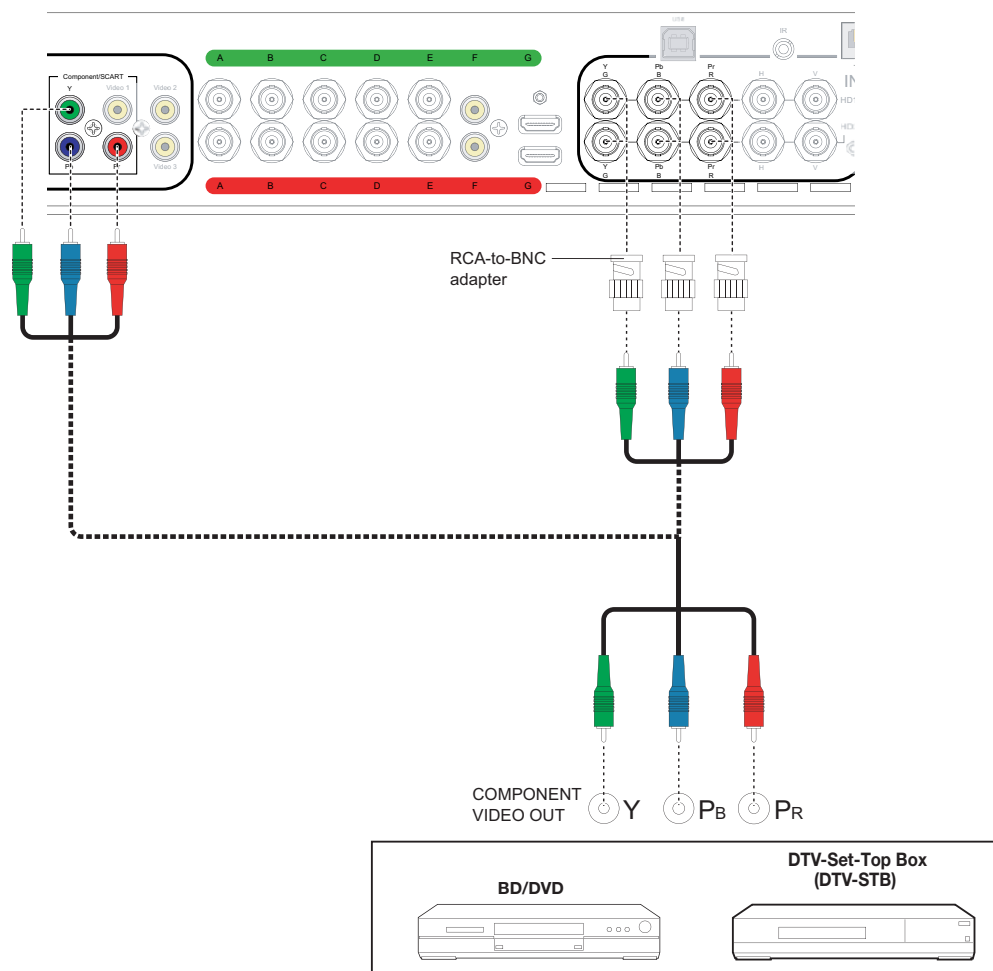 USB
IR
A B C D E F G
Component/SCART
Y
Video 1
Video 2
Video 3
Y Pb Pr
G B R H V
HDMI
A B C D E F G
Y Pb Pr
G B R H V
RCA-to-BNC
adapter
COMPONENT
VIDEO OUT
Y PB PR
BD/DVD
DTV-Set-Top Box
(DTV-STB)